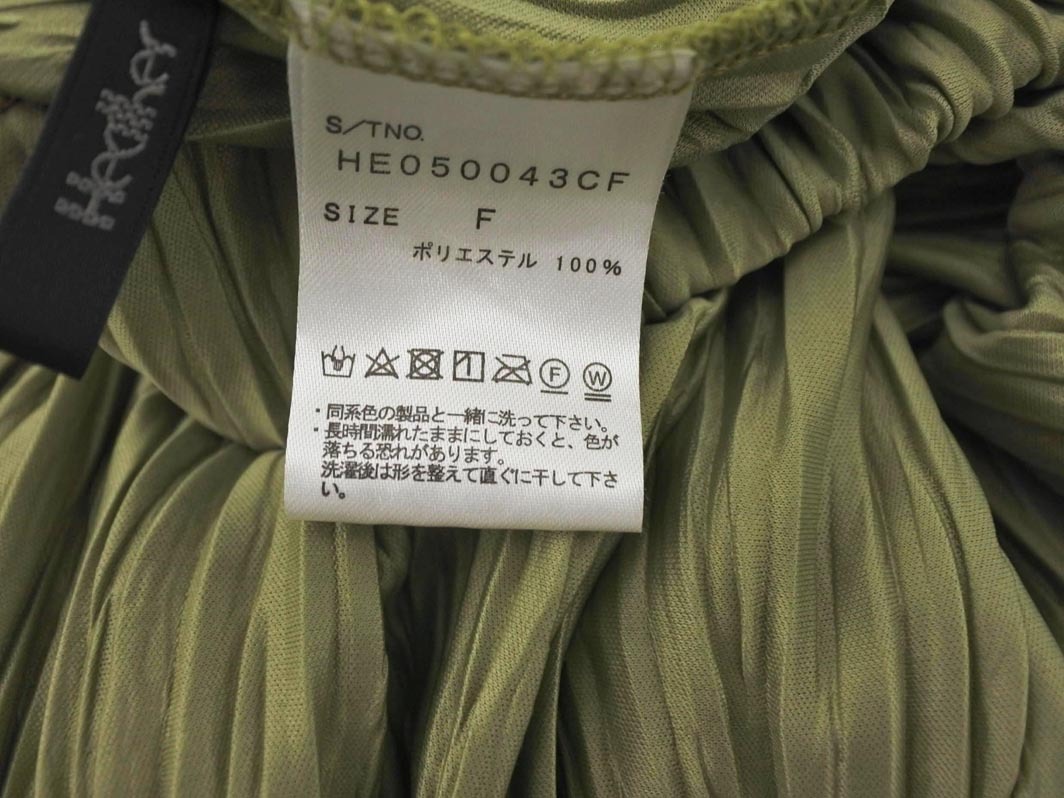 S/TNO.
HE050043CF
SIZE F
ポリエステル 100%
F W
・同系色の製品と一緒に洗って下さい。
・長時間濡れたままにしておくと、色が
落ちる恐れがあります。
洗濯後は形を整えて直ぐに干して下さ
い。